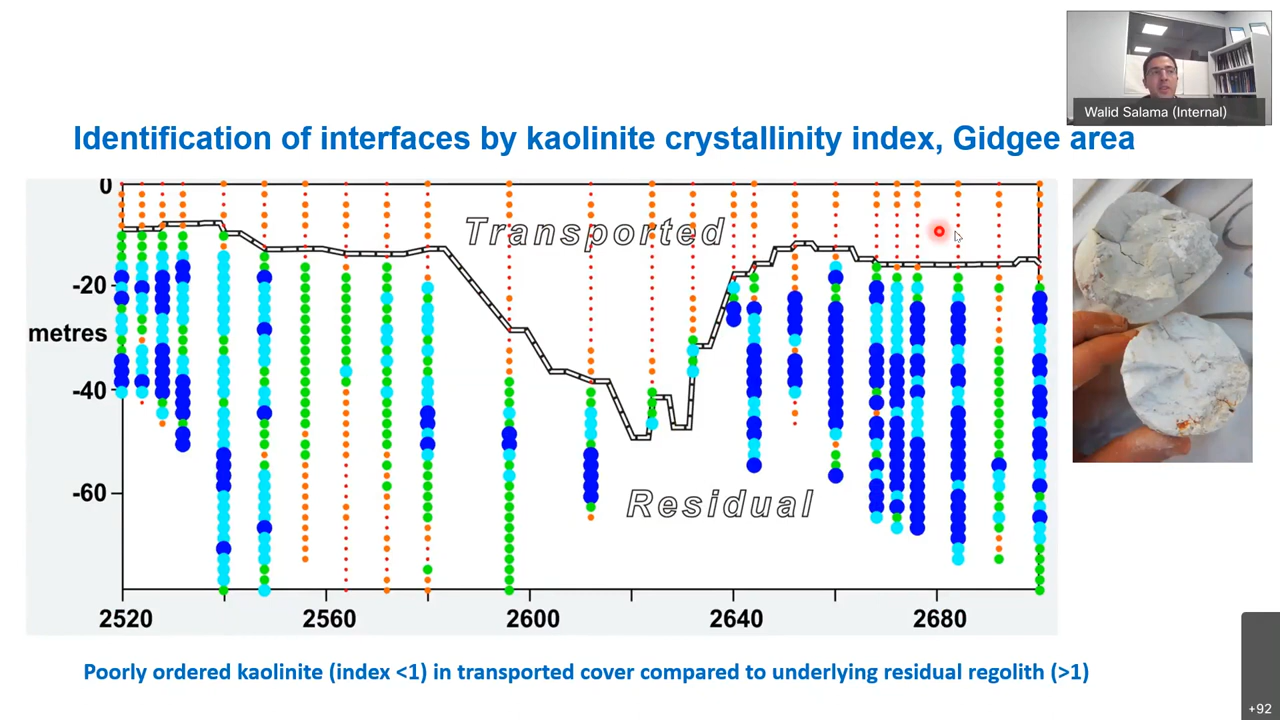 Walid Salama (Internal)
Identification of interfaces by kaolinite crystallinity index, Gidgee area
0
Transported
-20
metres
-40
-60
Residual
2520
2560
2600
2640
2680
Poorly ordered kaolinite (index <1) in transported cover compared to underlying residual regolith (>1)
+92